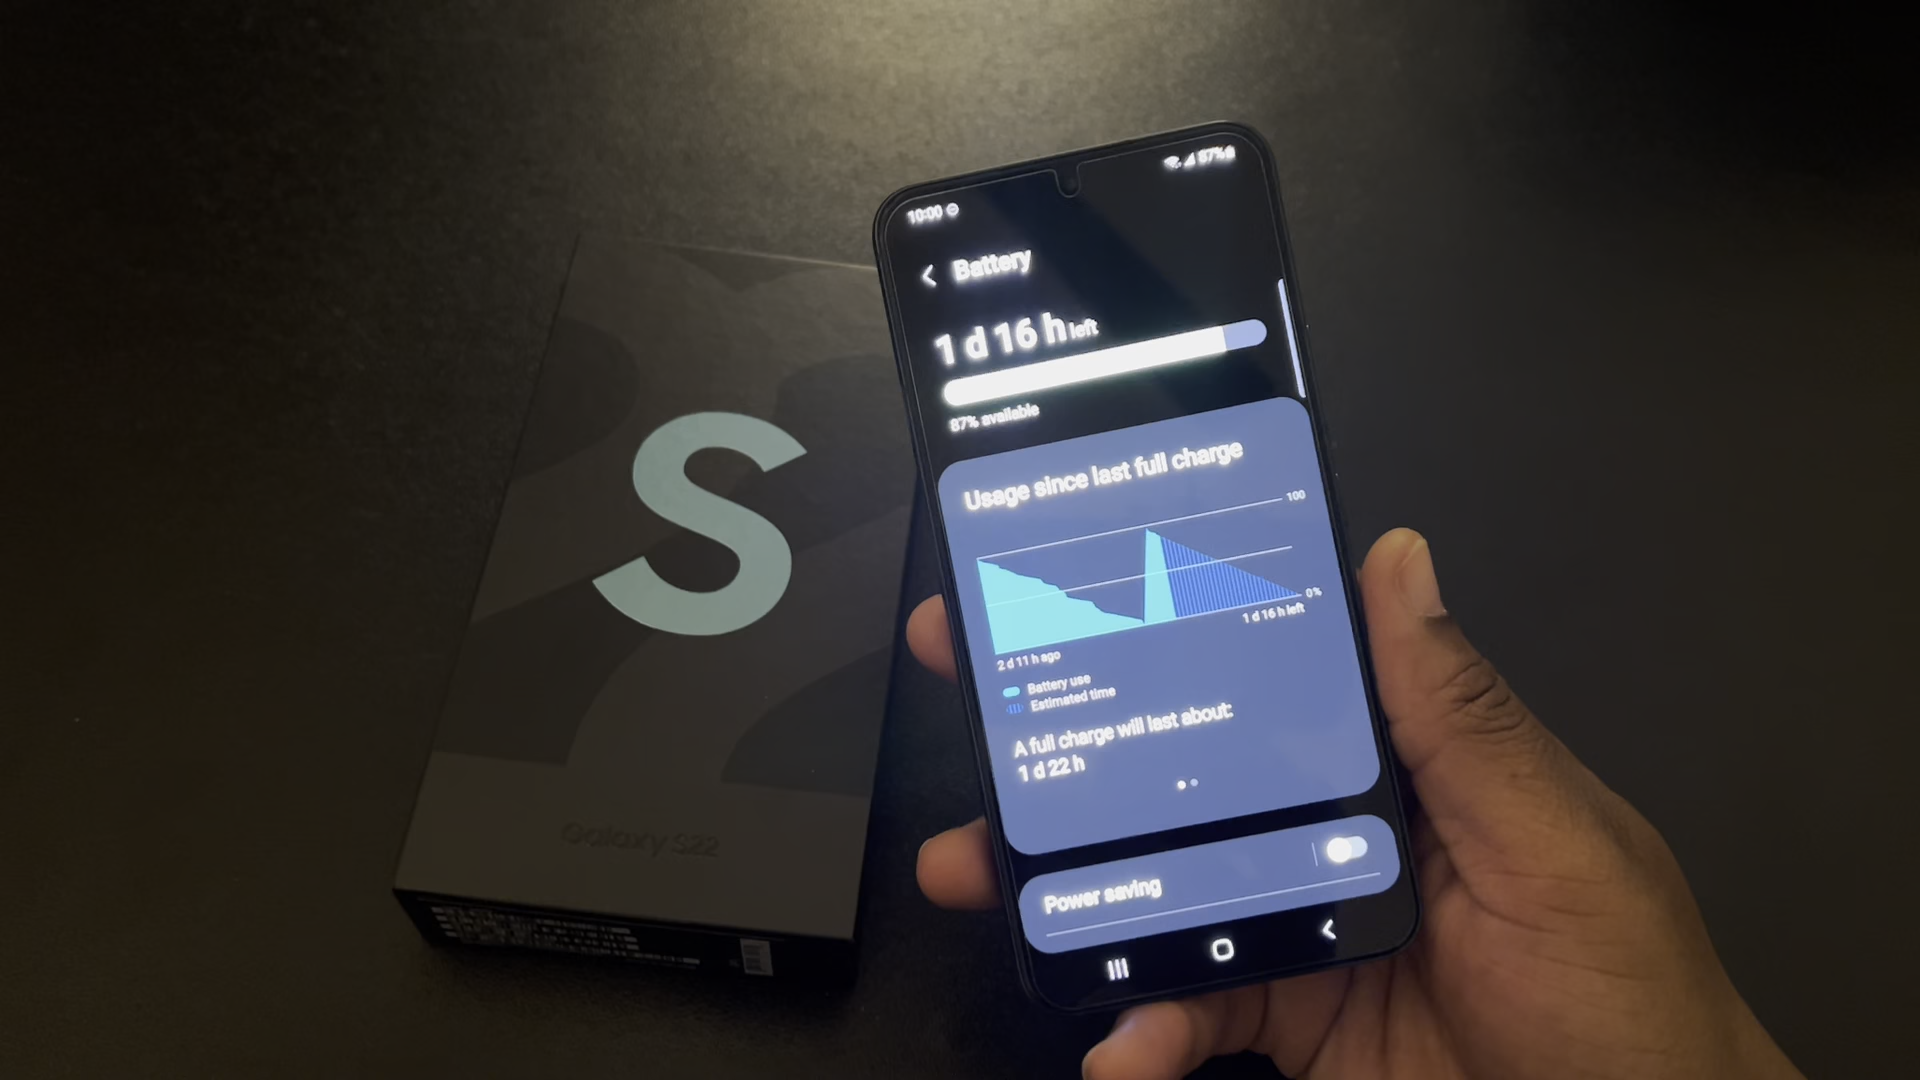 S
Galaxy S22
10:00
87%
Battery
1 d 16 h left
87% available
Usage since last full charge
100
0%
1 d 16 h left
2 d 11 h ago
Battery use
Estimated time
A full charge will last about:
1 d 22 h
Power saving